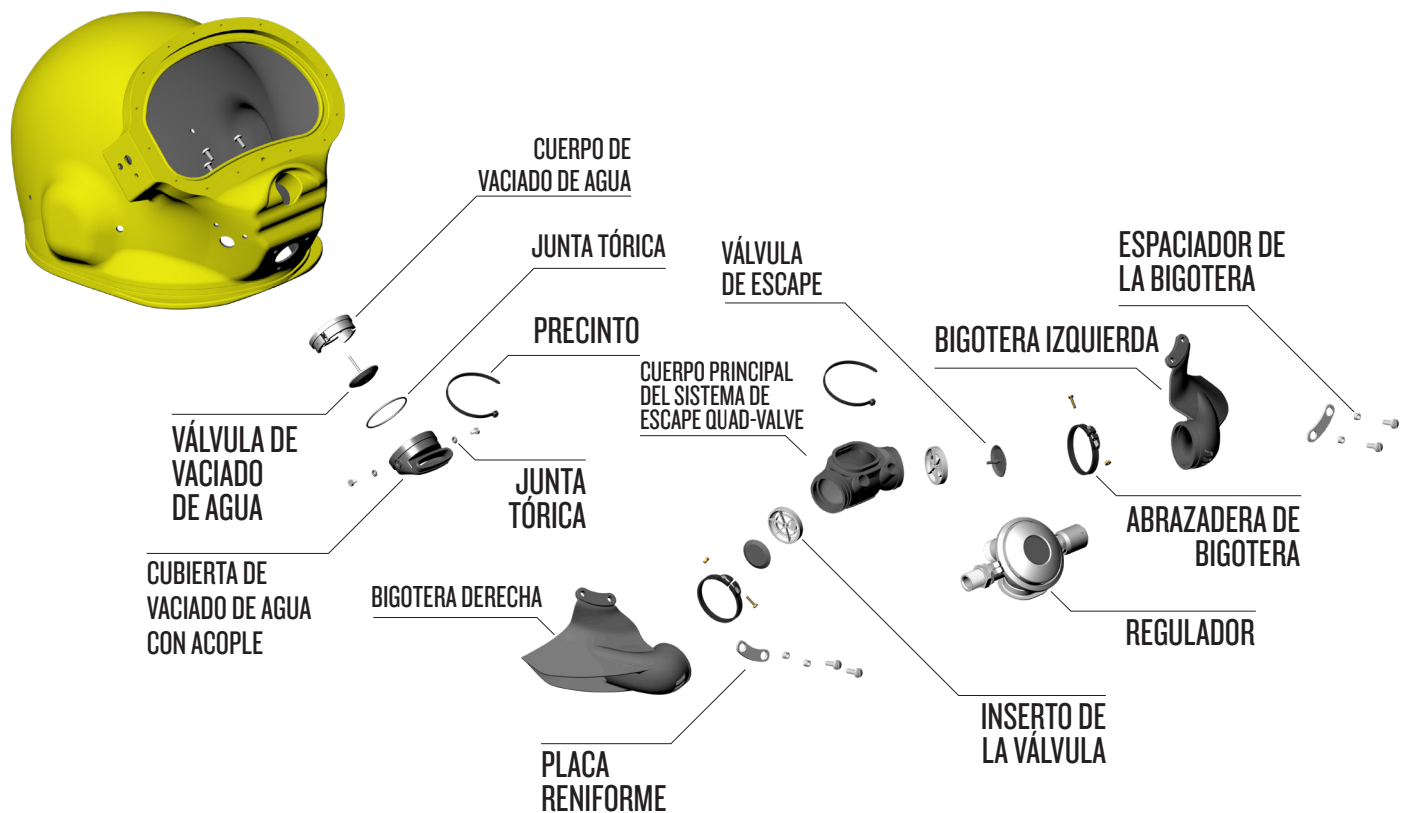 CUERPO DE
VACIADO DE AGUA
JUNTA TÓRICA
PRECINTO
VÁLVULA
DE ESCAPE
ESPACIADOR DE
LA BIGOTERA
BIGOTERA IZQUIERDA
CUERPO PRINCIPAL
DEL SISTEMA DE
ESCAPE QUAD-VALVE
VÁLVULA DE
VACIADO
DE AGUA
JUNTA
TÓRICA
ABRAZADERA DE
BIGOTERA
CUBIERTA DE
VACIADO DE AGUA
CON ACOPLE
BIGOTERA DERECHA
REGULADOR
INSERTO DE
LA VÁLVULA
PLACA
RENIFORME